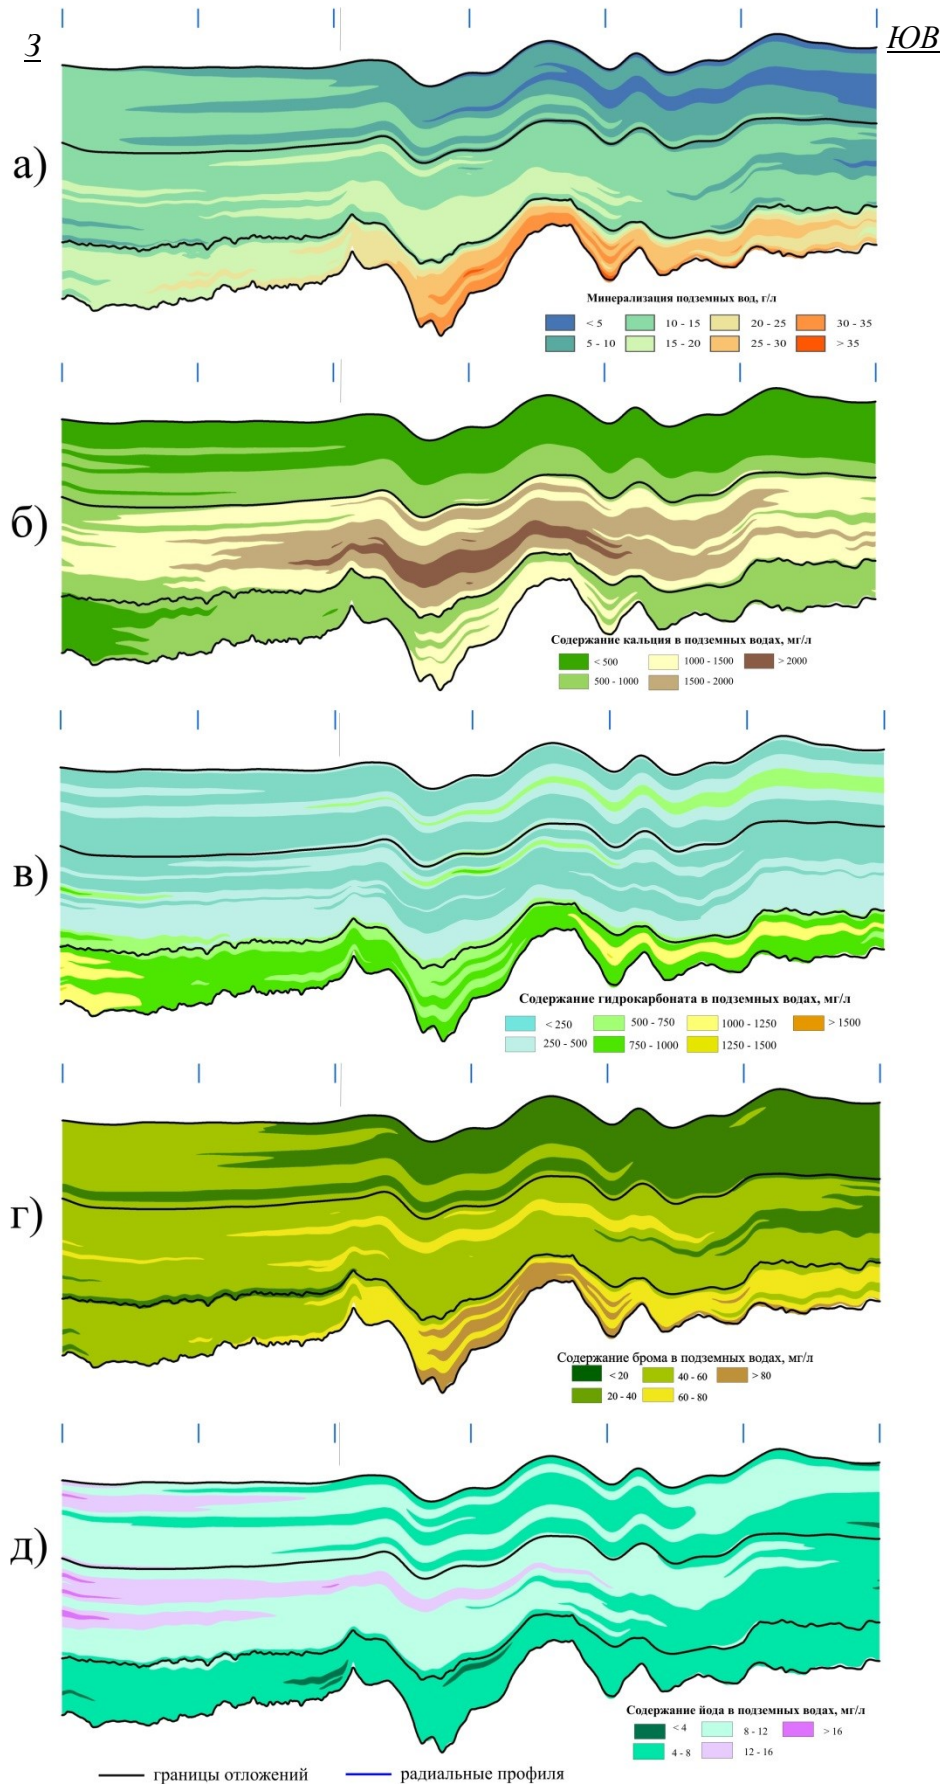 З
ЮВ
а)
Минерализация подземных вод, г/л
< 5 10 - 15 20 - 25 30 - 35
5 - 10 15 - 20 25 - 30 > 35
б)
Содержание кальция в подземных водах, мг/л
< 500 1000 - 1500 > 2000
500 - 1000 1500 - 2000
в)
Содержание гидрокарбоната в подземных водах, мг/л
< 250 500 - 750 1000 - 1250 > 1500
250 - 500 750 - 1000 1250 - 1500
г)
Содержание брома в подземных водах, мг/л
< 20 40 - 60 > 80
20 - 40 60 - 80
д)
Содержание йода в подземных водах, мг/л
< 4 8 - 12 > 16
4 - 8 12 - 16
границы отложений радиальные профиля